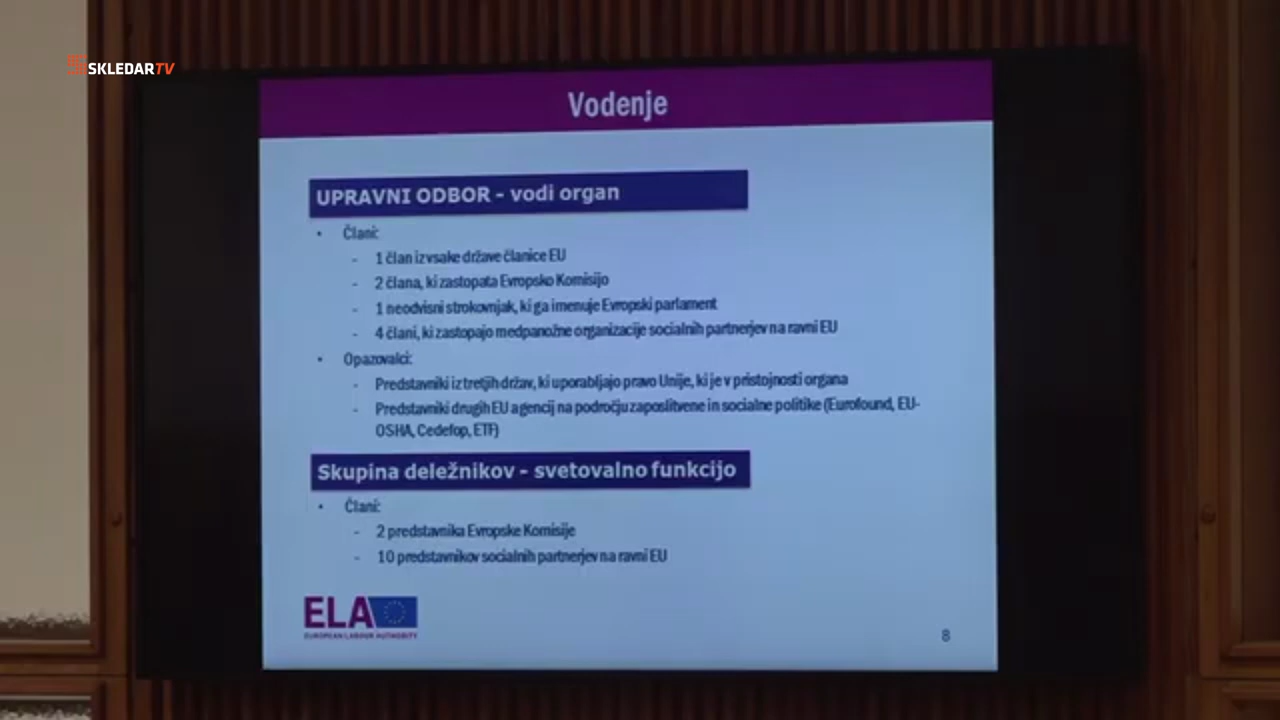 SKLEDARTV
Vodenje
UPRAVNI ODBOR - vodi organ
• Člani:
- 1 član iz vsake države članice EU
- 2 člana, ki zastopata Evropsko Komisijo
- 1 neodvisni strokovnjak, ki ga imenuje Evropski parlament
- 4 člani, ki zastopajo medpanožne organizacije socialnih partnerjev na ravni EU
• Opazovalci:
- Predstavniki iz tretjih držav, ki uporabljajo pravo Unije, ki je v pristojnosti organa
- Predstavniki drugih EU agencij na področju zaposlitvene in socialne politike (Eurofound, EU-
OSHA, Cedefop, ETF)
Skupina deležnikov - svetovalno funkcijo
• Člani:
- 2 predstavnika Evropske Komisije
- 10 predstavnikov socialnih partnerjev na ravni EU
ELA
EUROPEAN LABOUR AUTHORITY
8